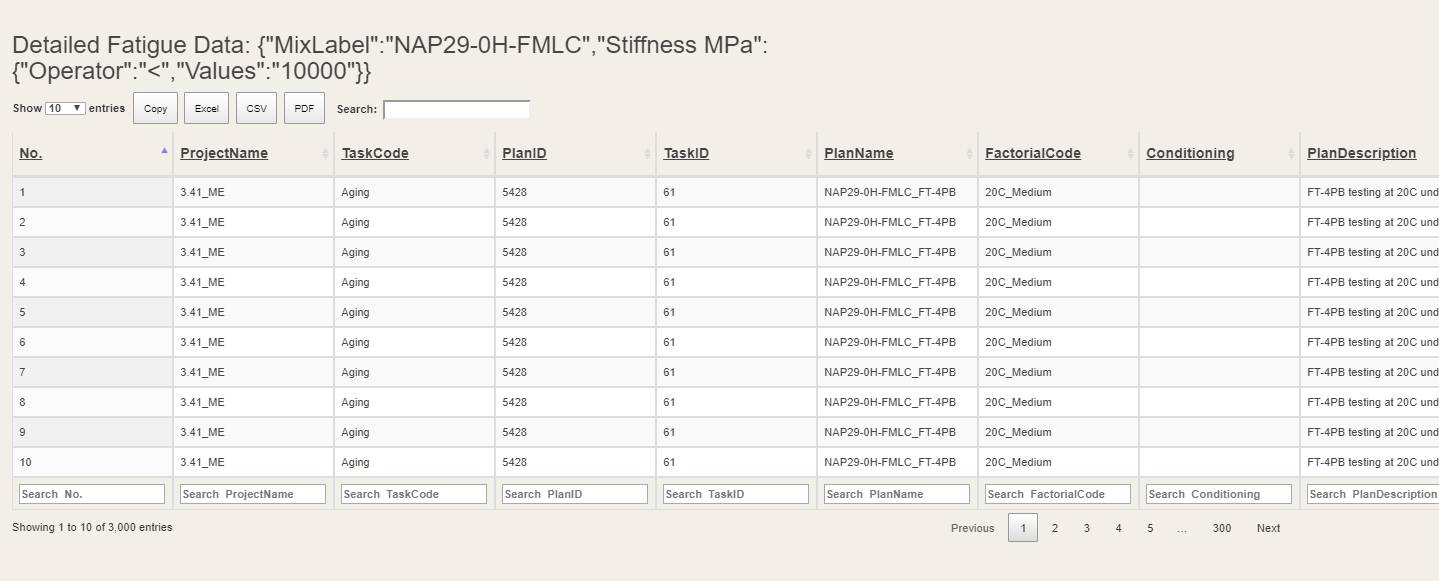 Detailed Fatigue Data: {"MixLabel":"NAP29-0H-FMLC","Stiffness MPa":
{"Operator":"<","Values":"10000"}}
Show 10 entries Copy Excel CSV PDF Search:
No. ProjectName TaskCode PlanID TaskID PlanName FactorialCode Conditioning PlanDescription
1 3.41_ME Aging 5428 61 NAP29-0H-FMLC_FT-4PB 20C_Medium FT-4PB testing at 20C und
2 3.41_ME Aging 5428 61 NAP29-0H-FMLC_FT-4PB 20C_Medium FT-4PB testing at 20C und
3 3.41_ME Aging 5428 61 NAP29-0H-FMLC_FT-4PB 20C_Medium FT-4PB testing at 20C und
4 3.41_ME Aging 5428 61 NAP29-0H-FMLC_FT-4PB 20C_Medium FT-4PB testing at 20C und
5 3.41_ME Aging 5428 61 NAP29-0H-FMLC_FT-4PB 20C_Medium FT-4PB testing at 20C und
6 3.41_ME Aging 5428 61 NAP29-0H-FMLC_FT-4PB 20C_Medium FT-4PB testing at 20C und
7 3.41_ME Aging 5428 61 NAP29-0H-FMLC_FT-4PB 20C_Medium FT-4PB testing at 20C und
8 3.41_ME Aging 5428 61 NAP29-0H-FMLC_FT-4PB 20C_Medium FT-4PB testing at 20C und
9 3.41_ME Aging 5428 61 NAP29-0H-FMLC_FT-4PB 20C_Medium FT-4PB testing at 20C und
10 3.41_ME Aging 5428 61 NAP29-0H-FMLC_FT-4PB 20C_Medium FT-4PB testing at 20C und
Search No. Search ProjectName Search TaskCode Search PlanID Search TaskID Search PlanName Search FactorialCode Search Conditioning Search PlanDescription
Showing 1 to 10 of 3,000 entries Previous 1 2 3 4 5 … 300 Next